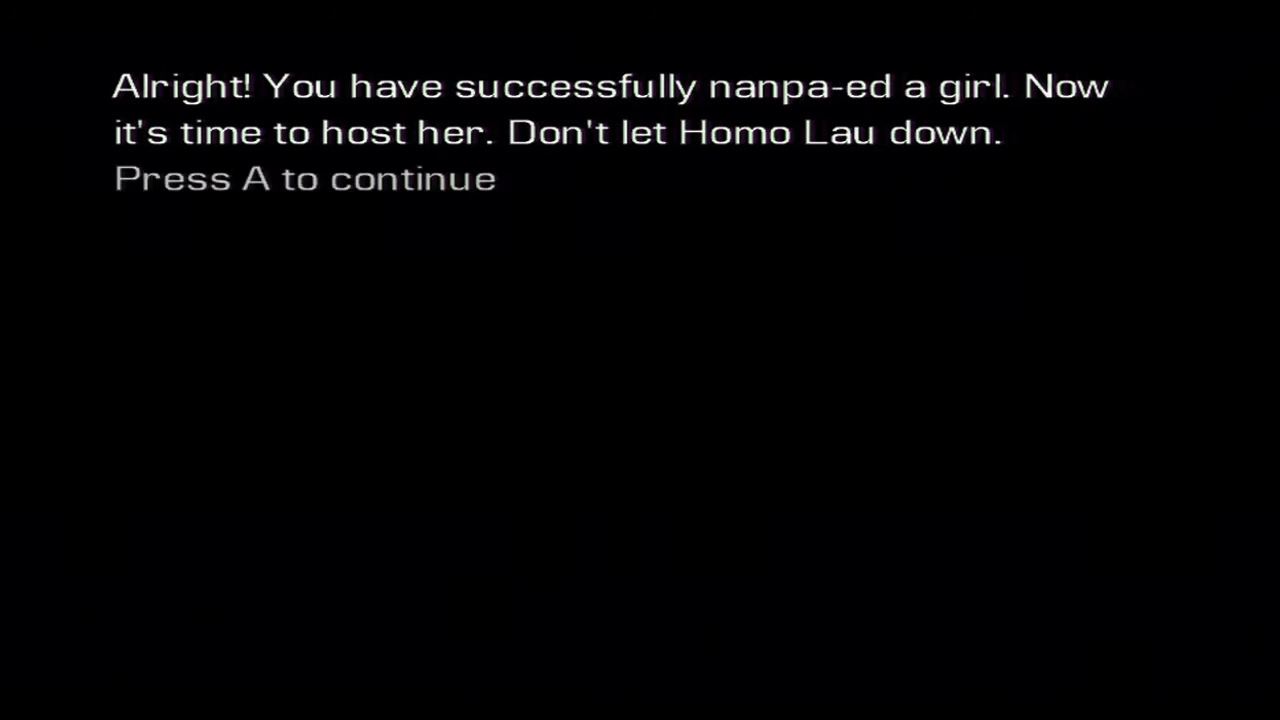 Alright! You have successfully nanpa-ed a girl. Now
it's time to host her. Don't let Homo Lau down.
Press A to continue